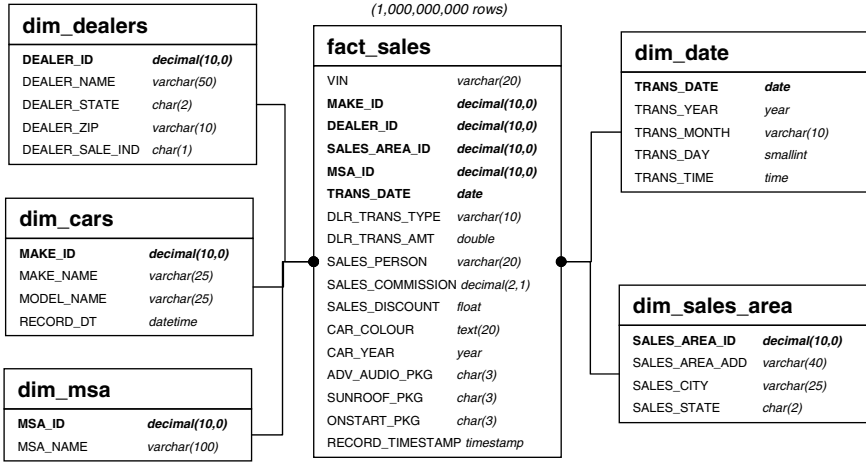 dim_dealers
DEALER_ID decimal(10,0)
DEALER_NAME varchar(50)
DEALER_STATE char(2)
DEALER_ZIP varchar(10)
DEALER_SALE_IND char(1)
dim_cars
MAKE_ID decimal(10,0)
MAKE_NAME varchar(25)
MODEL_NAME varchar(25)
RECORD_DT datetime
dim_msa
MSA_ID decimal(10,0)
MSA_NAME varchar(100)
(1,000,000,000 rows)
fact_sales
VIN varchar(20)
MAKE_ID decimal(10,0)
DEALER_ID decimal(10,0)
SALES_AREA_ID decimal(10,0)
MSA_ID decimal(10,0)
TRANS_DATE date
DLR_TRANS_TYPE varchar(10)
DLR_TRANS_AMT double
SALES_PERSON varchar(20)
SALES_COMMISSION decimal(2,1)
SALES_DISCOUNT float
CAR_COLOUR text(20)
CAR_YEAR year
ADV_AUDIO_PKG char(3)
SUNROOF_PKG char(3)
ONSTART_PKG char(3)
RECORD_TIMESTAMP timestamp
dim_date
TRANS_DATE date
TRANS_YEAR year
TRANS_MONTH varchar(10)
TRANS_DAY smallint
TRANS_TIME time
dim_sales_area
SALES_AREA_ID decimal(10,0)
SALES_AREA_ADD varchar(40)
SALES_CITY varchar(25)
SALES_STATE char(2)